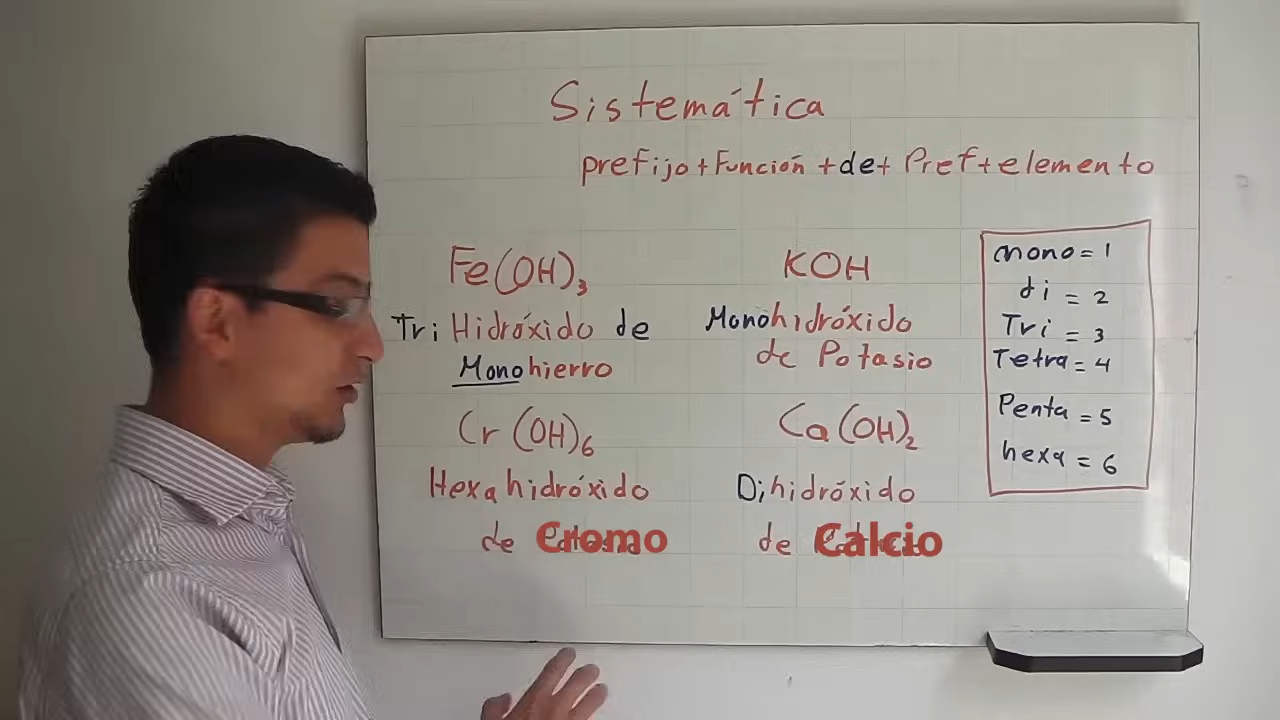 Sistemática
prefijo + Función + de + Pref + elemento
Fe(OH)₃
Tri Hidróxido de
Monohierro
KOH
Monohidróxido
de Potasio
Cr (OH)₆
Hexahidróxido
de Cromo
Ca(OH)₂
Dihidróxido
de Calcio
mono = 1
di = 2
Tri = 3
Tetra = 4
Penta = 5
hexa = 6